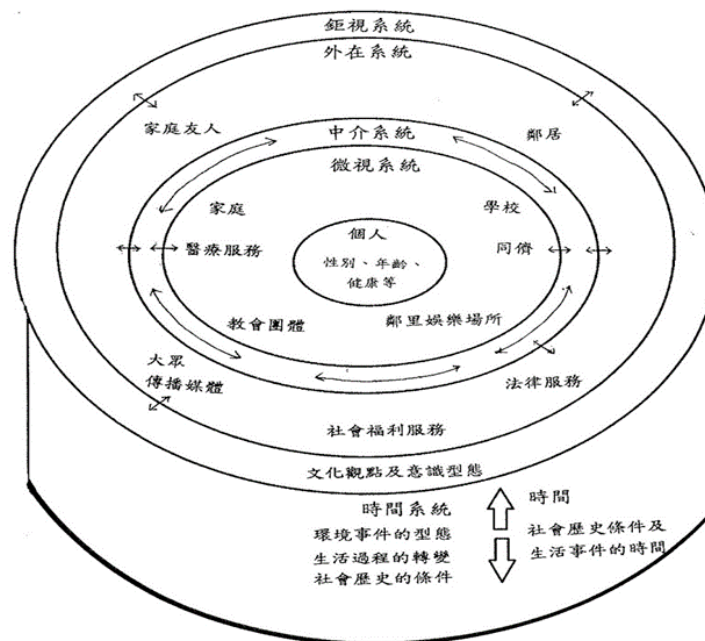 鉅視系統
外在系統
家庭友人
中介系統
鄰居
微視系統
家庭
學校
個人
醫療服務
同儕
性別、年齡、
健康等
教會團體
鄰里娛樂場所
大眾
傳播媒體
法律服務
社會福利服務
文化觀點及意識型態
時間系統
時間
環境事件的型態
社會歷史條件及
生活過程的轉變
生活事件的時間
社會歷史的條件